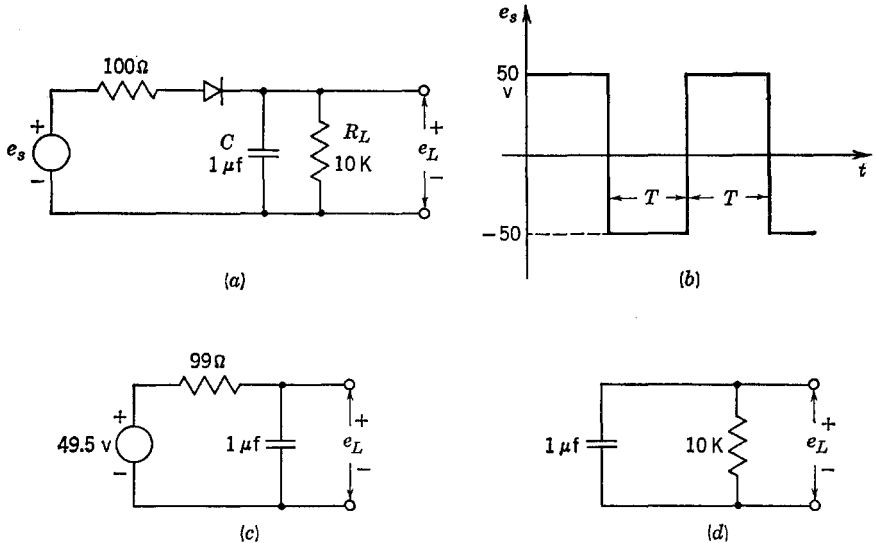 100Ω
+
e_s
−
C
1 μf
R_L
10 K
+
e_L
−
(a)
e_s
50
v
−50
T
T
t
(b)
99Ω
+
49.5 v
−
1 μf
+
e_L
−
(c)
1 μf
10 K
+
e_L
−
(d)